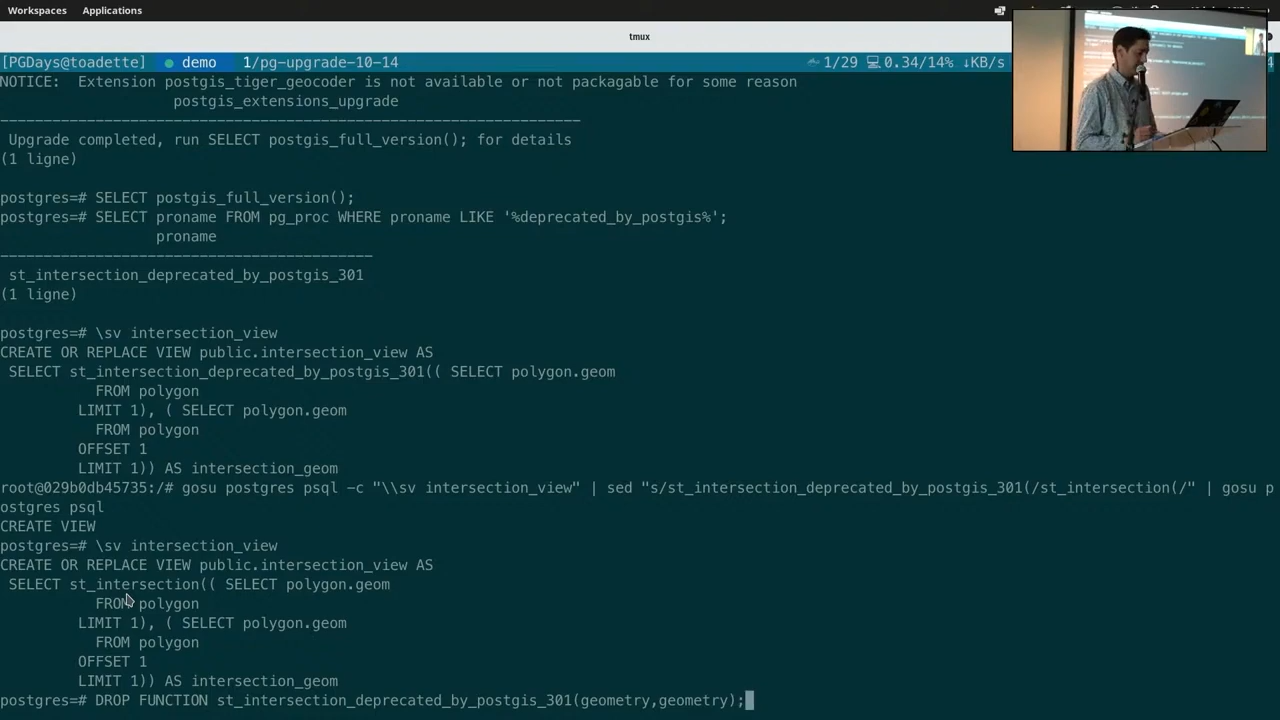 Workspaces Applications
tmux
[PGDays@toadette] demo 1/pg-upgrade-10-14 1/29 0.34/14% ↓KB/s
NOTICE:  Extension postgis_tiger_geocoder is not available or not packagable for some reason
postgis_extensions_upgrade
-------------------------------------------------------------------
Upgrade completed, run SELECT postgis_full_version(); for details
(1 ligne)
postgres=# SELECT postgis_full_version();
postgres=# SELECT proname FROM pg_proc WHERE proname LIKE '%deprecated_by_postgis%';
proname
-------------------------------------------
st_intersection_deprecated_by_postgis_301
(1 ligne)
postgres=# \sv intersection_view
CREATE OR REPLACE VIEW public.intersection_view AS
SELECT st_intersection_deprecated_by_postgis_301(( SELECT polygon.geom
FROM polygon
LIMIT 1), ( SELECT polygon.geom
FROM polygon
OFFSET 1
LIMIT 1)) AS intersection_geom
root@029b0db45735:/# gosu postgres psql -c "\\sv intersection_view" | sed "s/st_intersection_deprecated_by_postgis_301(/st_intersection(/" | gosu p
ostgres psql
CREATE VIEW
postgres=# \sv intersection_view
CREATE OR REPLACE VIEW public.intersection_view AS
SELECT st_intersection(( SELECT polygon.geom
FROM polygon
LIMIT 1), ( SELECT polygon.geom
FROM polygon
OFFSET 1
LIMIT 1)) AS intersection_geom
postgres=# DROP FUNCTION st_intersection_deprecated_by_postgis_301(geometry,geometry);